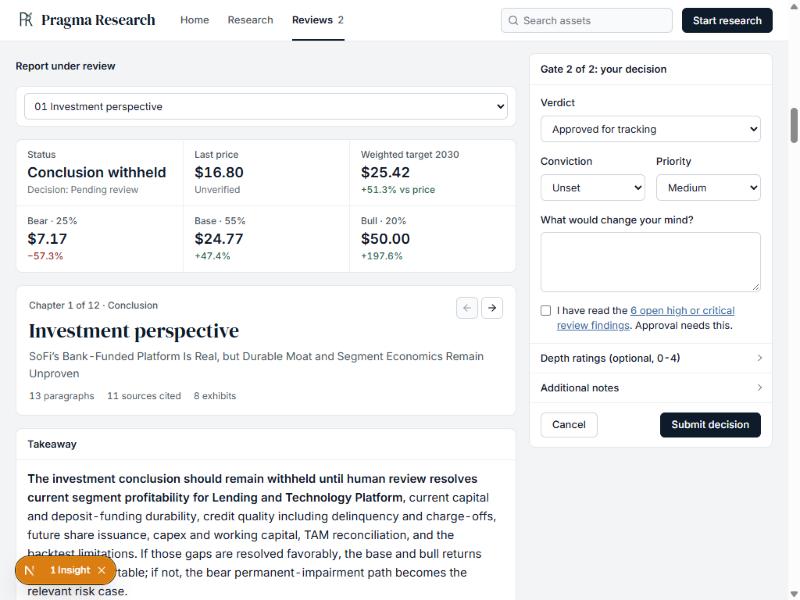 Pragma Research
Home
Research
Reviews 2
Search assets
Start research
Report under review
01 Investment perspective
Status
Conclusion withheld
Decision: Pending review
Last price
$16.80
Unverified
Weighted target 2030
$25.42
+51.3% vs price
Bear · 25%
$7.17
−57.3%
Base · 55%
$24.77
+47.4%
Bull · 20%
$50.00
+197.6%
Chapter 1 of 12 · Conclusion
Investment perspective
SoFi’s Bank-Funded Platform Is Real, but Durable Moat and Segment Economics Remain
Unproven
13 paragraphs 11 sources cited 8 exhibits
Takeaway
The investment conclusion should remain withheld until human review resolves
current segment profitability for Lending and Technology Platform, current capital
and deposit-funding durability, credit quality including delinquency and charge-offs,
future share issuance, capex and working capital, TAM reconciliation, and the
backtest limitations. If those gaps are resolved favorably, the base and bull returns
if not, the bear permanent-impairment path becomes the
relevant risk case.
N 1 Insight
Gate 2 of 2: your decision
Verdict
Approved for tracking
Conviction
Priority
Unset
Medium
What would change your mind?
I have read the 6 open high or critical
review findings. Approval needs this.
Depth ratings (optional, 0-4)
Additional notes
Cancel
Submit decision